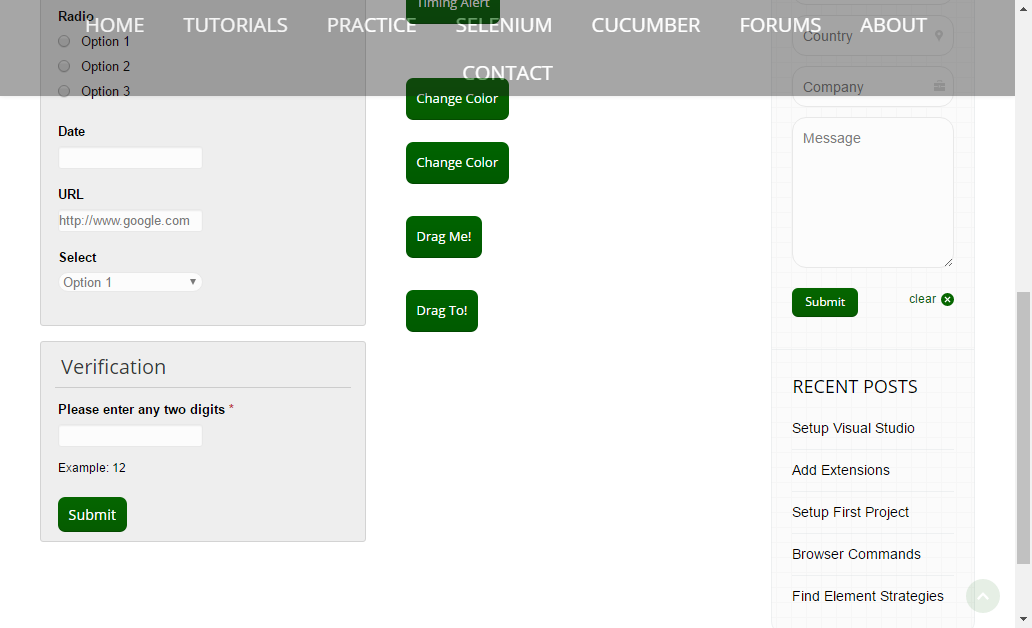 HOME TUTORIALS PRACTICE SELENIUM CUCUMBER FORUMS ABOUT
CONTACT
Radio
Option 1
Option 2
Option 3
Date
URL
http://www.google.com
Select
Option 1
Verification
Please enter any two digits *
Example: 12
Submit
Timing Alert
Change Color
Change Color
Drag Me!
Drag To!
Country
Company
Message
Submit
clear
RECENT POSTS
Setup Visual Studio
Add Extensions
Setup First Project
Browser Commands
Find Element Strategies